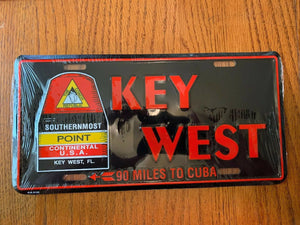 KEY
WEST
SOUTHERNMOST
POINT
CONTINENTAL
U.S.A.
KEY WEST, FL.
90 MILES TO CUBA